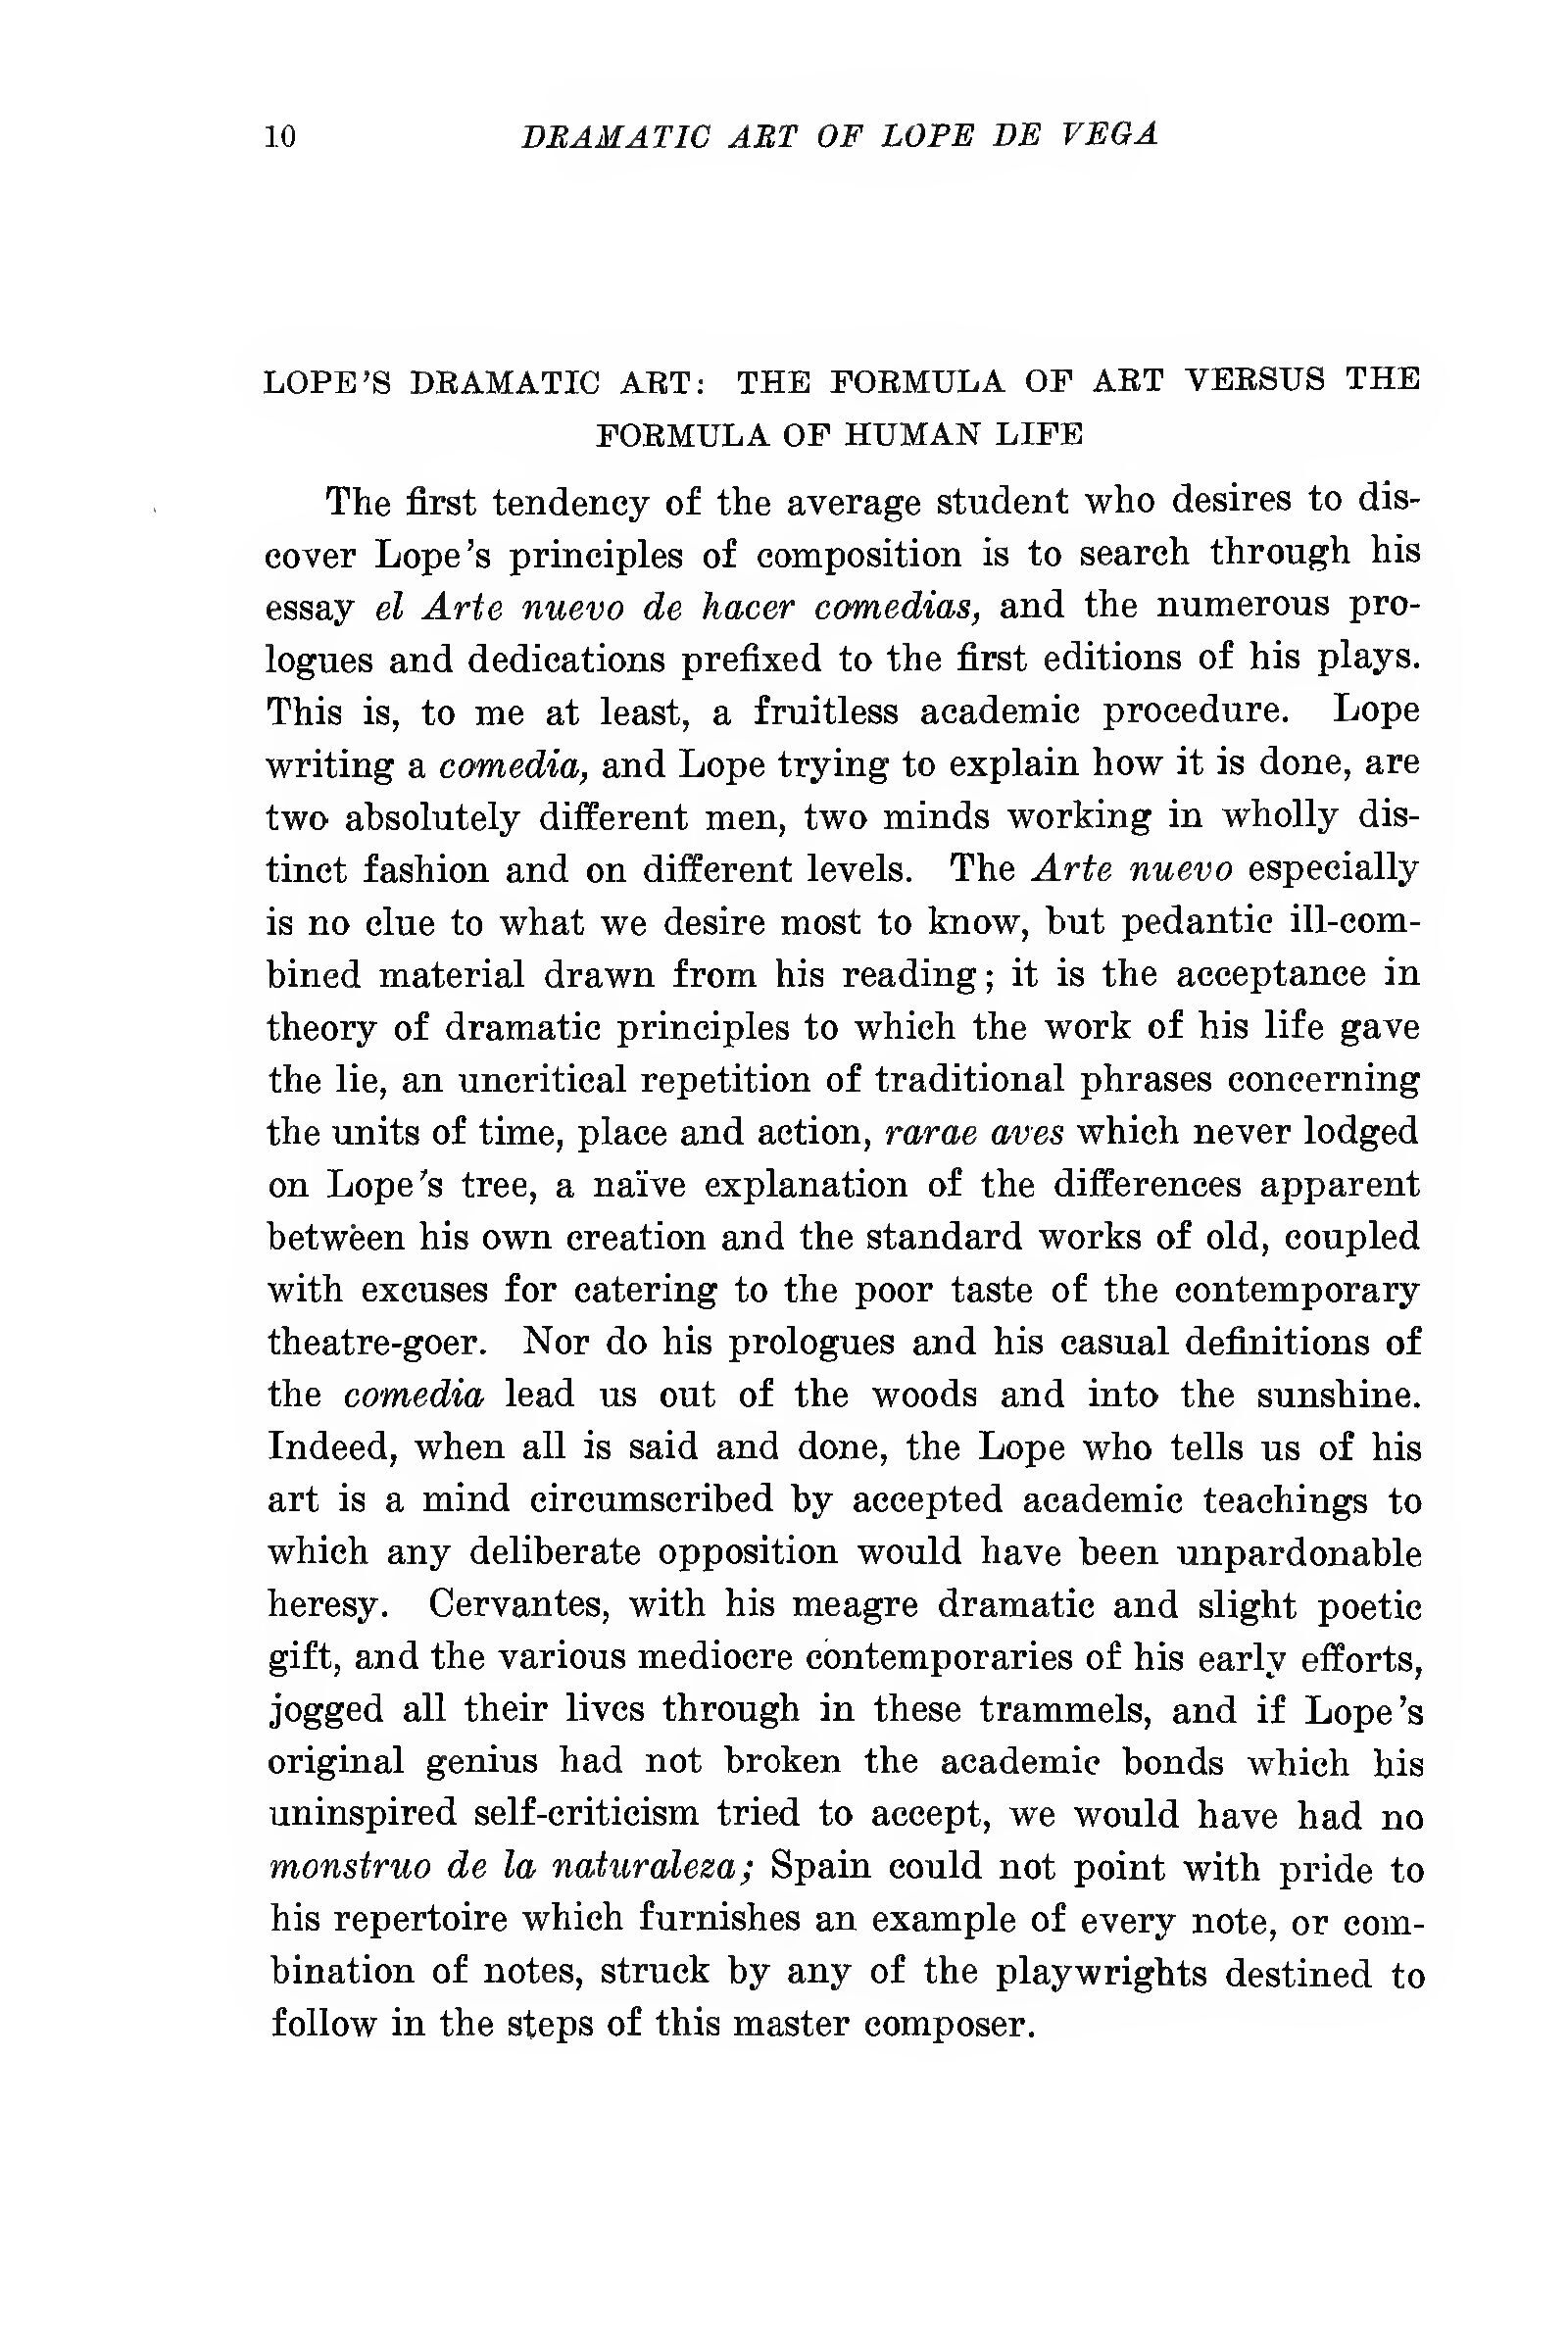 10 DRAMATIC ART OF LOPE DE VEGA
LOPE'S DRAMATIC ART: THE FORMULA OF ART VERSUS THE
FORMULA OF HUMAN LIFE
The first tendency of the average student who desires to dis-
cover Lope's principles of composition is to search through his
essay el Arte nuevo de hacer comedias, and the numerous pro-
logues and dedications prefixed to the first editions of his plays.
This is, to me at least, a fruitless academic procedure. Lope
writing a comedia, and Lope trying to explain how it is done, are
two absolutely different men, two minds working in wholly dis-
tinct fashion and on different levels. The Arte nuevo especially
is no clue to what we desire most to know, but pedantic ill-com-
bined material drawn from his reading; it is the acceptance in
theory of dramatic principles to which the work of his life gave
the lie, an uncritical repetition of traditional phrases concerning
the units of time, place and action, rarae aves which never lodged
on Lope's tree, a naïve explanation of the differences apparent
between his own creation and the standard works of old, coupled
with excuses for catering to the poor taste of the contemporary
theatre-goer. Nor do his prologues and his casual definitions of
the comedia lead us out of the woods and into the sunshine.
Indeed, when all is said and done, the Lope who tells us of his
art is a mind circumscribed by accepted academic teachings to
which any deliberate opposition would have been unpardonable
heresy. Cervantes, with his meagre dramatic and slight poetic
gift, and the various mediocre contemporaries of his early efforts,
jogged all their lives through in these trammels, and if Lope's
original genius had not broken the academic bonds which his
uninspired self-criticism tried to accept, we would have had no
monstruo de la naturaleza; Spain could not point with pride to
his repertoire which furnishes an example of every note, or com-
bination of notes, struck by any of the playwrights destined to
follow in the steps of this master composer.